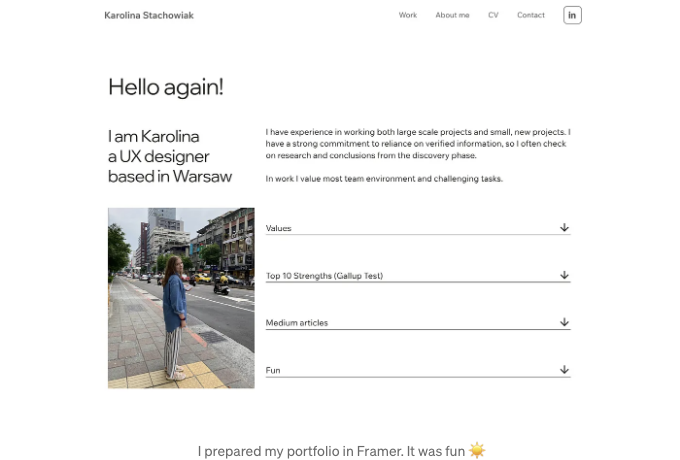 Karolina Stachowiak
Work About me CV Contact in
Hello again!
I am Karolina
a UX designer
based in Warsaw
I have experience in working both large scale projects and small, new projects. I
have a strong commitment to reliance on verified information, so I often check
on research and conclusions from the discovery phase.
In work I value most team environment and challenging tasks.
Values
Top 10 Strengths (Gallup Test)
Medium articles
Fun
I prepared my portfolio in Framer. It was fun ☀️